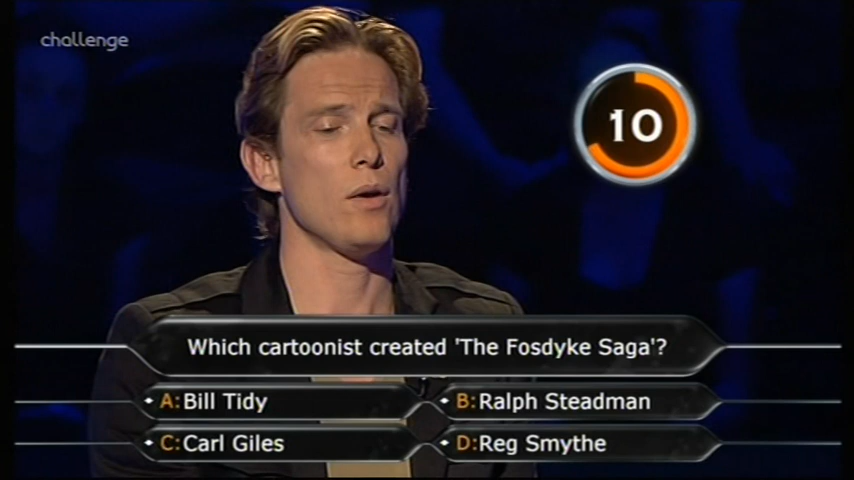 challenge
10
Which cartoonist created 'The Fosdyke Saga'?
A: Bill Tidy
B: Ralph Steadman
C: Carl Giles
D: Reg Smythe